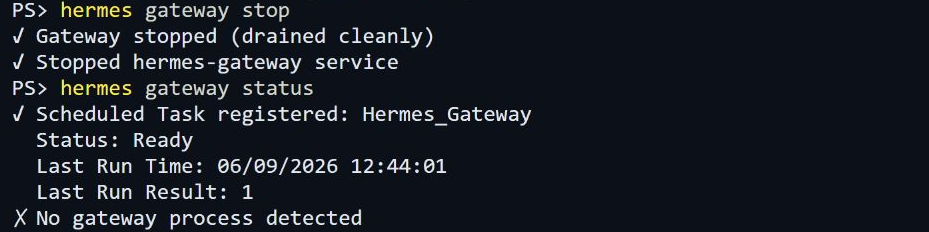 PS> hermes gateway stop
✓ Gateway stopped (drained cleanly)
✓ Stopped hermes-gateway service
PS> hermes gateway status
✓ Scheduled Task registered: Hermes_Gateway
  Status: Ready
  Last Run Time: 06/09/2026 12:44:01
  Last Run Result: 1
✗ No gateway process detected